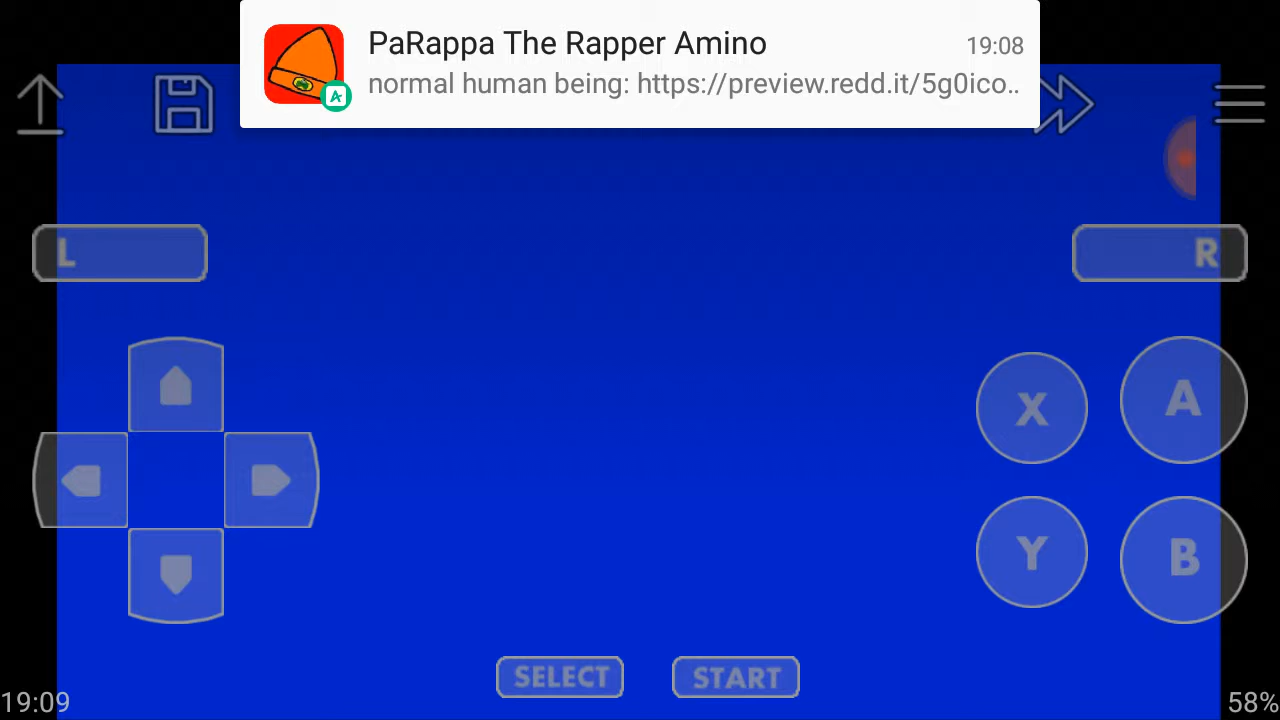 PaRappa The Rapper Amino
19:08
normal human being: https://preview.redd.it/5g0ico..
L
R
X
A
Y
B
SELECT
START
19:09
58%